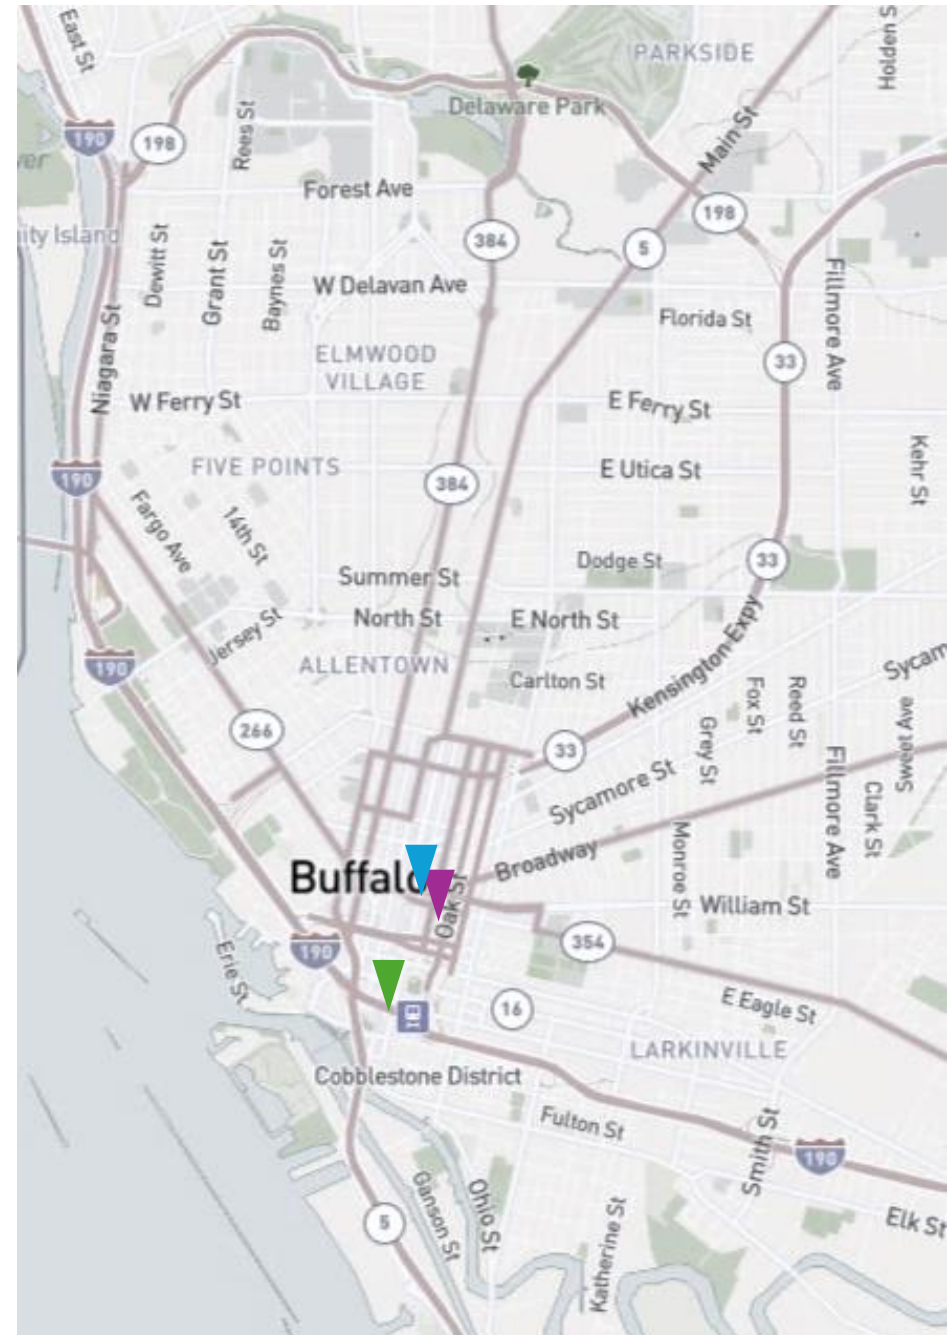 East St
PARKSIDE
Holden S
190
198
Rees St
Delaware Park
Main St
ver
Forest Ave
198
ity Island
Dewitt St
Grant St
Baynes St
384
5
W Delavan Ave
Niagara St
Florida St
Fillmore Ave
ELMWOOD
VILLAGE
33
W Ferry St
E Ferry St
FIVE POINTS
E Utica St
Kehr St
190
384
Fargo Ave
14th St
Summer St
Dodge St
33
North St
E North St
Jersey St
ALLENTOWN
Carlton St
Kensington Expy
Sycam
190
Fox St
Reed St
Sweet Ave
266
33
Grey St
Sycamore St
Fillmore Ave
Clark St
Monroe St
Buffalo
Broadway
Oak St
William St
190
354
Erie St
16
E Eagle St
LARKINVILLE
Cobblestone District
Fulton St
Smith St
190
5
Ganson St
Ohio St
Katherine St
Elk St